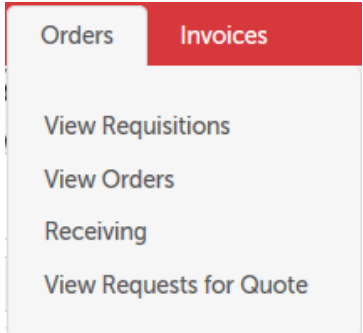 Orders Invoices
View Requisitions
View Orders
Receiving
View Requests for Quote